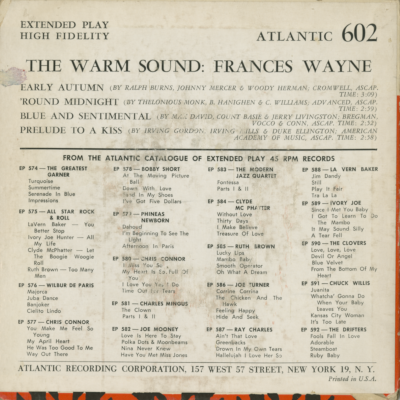 EXTENDED PLAY
HIGH FIDELITY
ATLANTIC 602
THE WARM SOUND: FRANCES WAYNE
EARLY AUTUMN (BY RALPH BURNS, JOHNNY MERCER & WOODY HERMAN; CROMWELL, ASCAP.
TIME: 3:09)
'ROUND MIDNIGHT (BY THELONIOUS MONK, B. HANIGHEN & C. WILLIAMS; ADVANCED, ASCAP.
TIME: 2:59)
BLUE AND SENTIMENTAL (BY DAVID, COUNT BASIE & JERRY LIVINGSTON, BREGMAN,
VOCCO & CONN, ASCAP. TIME: 2:52)
PRELUDE TO A KISS (BY IRVING GORDON, IRVING MILLS & DUKE ELLINGTON; AMERICAN
ACADEMY OF MUSIC, ASCAP. TIME: 2:58)
FROM THE ATLANTIC CATALOGUE OF EXTENDED PLAY 45 RPM RECORDS
EP 574—THE GREATEST
GARNER
Turquoise
Summertime
Serenade In Blue
Impressions
EP 575—ALL STAR ROCK
& ROLL
LaVern Baker — You
Better Stop
Ivory Joe Hunter — All
My Life
Clyde McPhatter — Let
The Boogie Woogie
Roll
Ruth Brown — Too Many
Men
EP 576—WILBUR DE PARIS
Majorca
Juba Dance
Banjoker
Cielito Lindo
EP 577—CHRIS CONNOR
You Make Me Feel So
Young
My April Heart
He Was Too Good To Me
Way Out There
EP 578—BOBBY SHORT
At The Moving Picture
Ball
Down With Love
Sand In My Shoes
I've Got Five Dollars
PHINEAS
NEWBORN
Dahoud
I'm Beginning To See The
Light
Afternoon In Paris
EP 580—CHRIS CONNOR
I Miss You So
My Heart Is So Full Of
You
I Love You Yes I Do
Time Out For Tears
EP 581—CHARLES MINGUS
The Clown
Parts I & II
EP 582—JOE MOONEY
Love Is Here To Stay
Polka Dots & Moonbeams
Nina Never Knew
Have You Met Miss Jones
EP 583—THE MODERN
JAZZ QUARTET
Fontessa
Parts I & II
EP 584—CLYDE
MC PHATTER
Without Love
Thirty Days
I Make Believe
Treasure Of Love
EP 585—RUTH BROWN
Lucky Lips
Mambo Baby
Smooth Operator
Oh What A Dream
EP 586—JOE TURNER
Corrine Corrina
The Chicken And The
Hawk
Feeling Happy
Hide And Seek
EP 587—RAY CHARLES
Ain't That Love
Greenbacks
Drown In My Own Tears
Hallelujah I Love Her So
EP 588—LA VERN BAKER
Jim Dandy
Still
Play It Fair
Tra La La
EP 589—IVORY JOE
Since I Met You Baby
I Got To Learn To Do
The Mambo
It May Sound Silly
A Tear Fell
EP 590—THE CLOVERS
Love, Love, Love
Devil Or Angel
Blue Velvet
From The Bottom Of My
Heart
EP 591—CHUCK WILLIS
Juanita
Whatcha' Gonna Do
When Your Baby
Leaves You
Kansas City Woman
It's Too Late
EP 592—THE DRIFTERS
Fools Fall In Love
Adorable
Steamboat
Ruby Baby
ATLANTIC RECORDING CORPORATION, 157 WEST 57 STREET, NEW YORK 19, N. Y.
Printed in U.S.A.